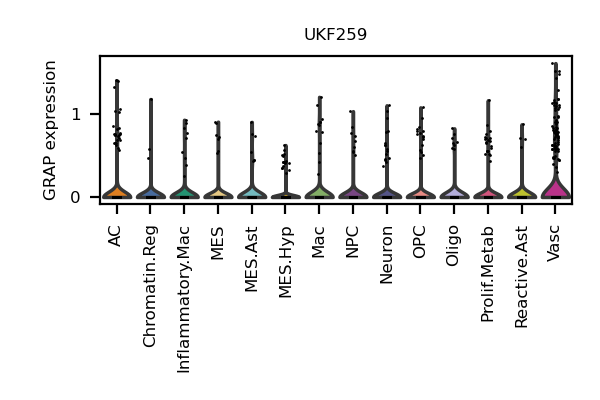 UKF259
GRAP expression
1
0
AC
Chromatin.Reg
Inflammatory.Mac
MES
MES.Ast
MES.Hyp
Mac
NPC
Neuron
OPC
Oligo
Prolif.Metab
Reactive.Ast
Vasc